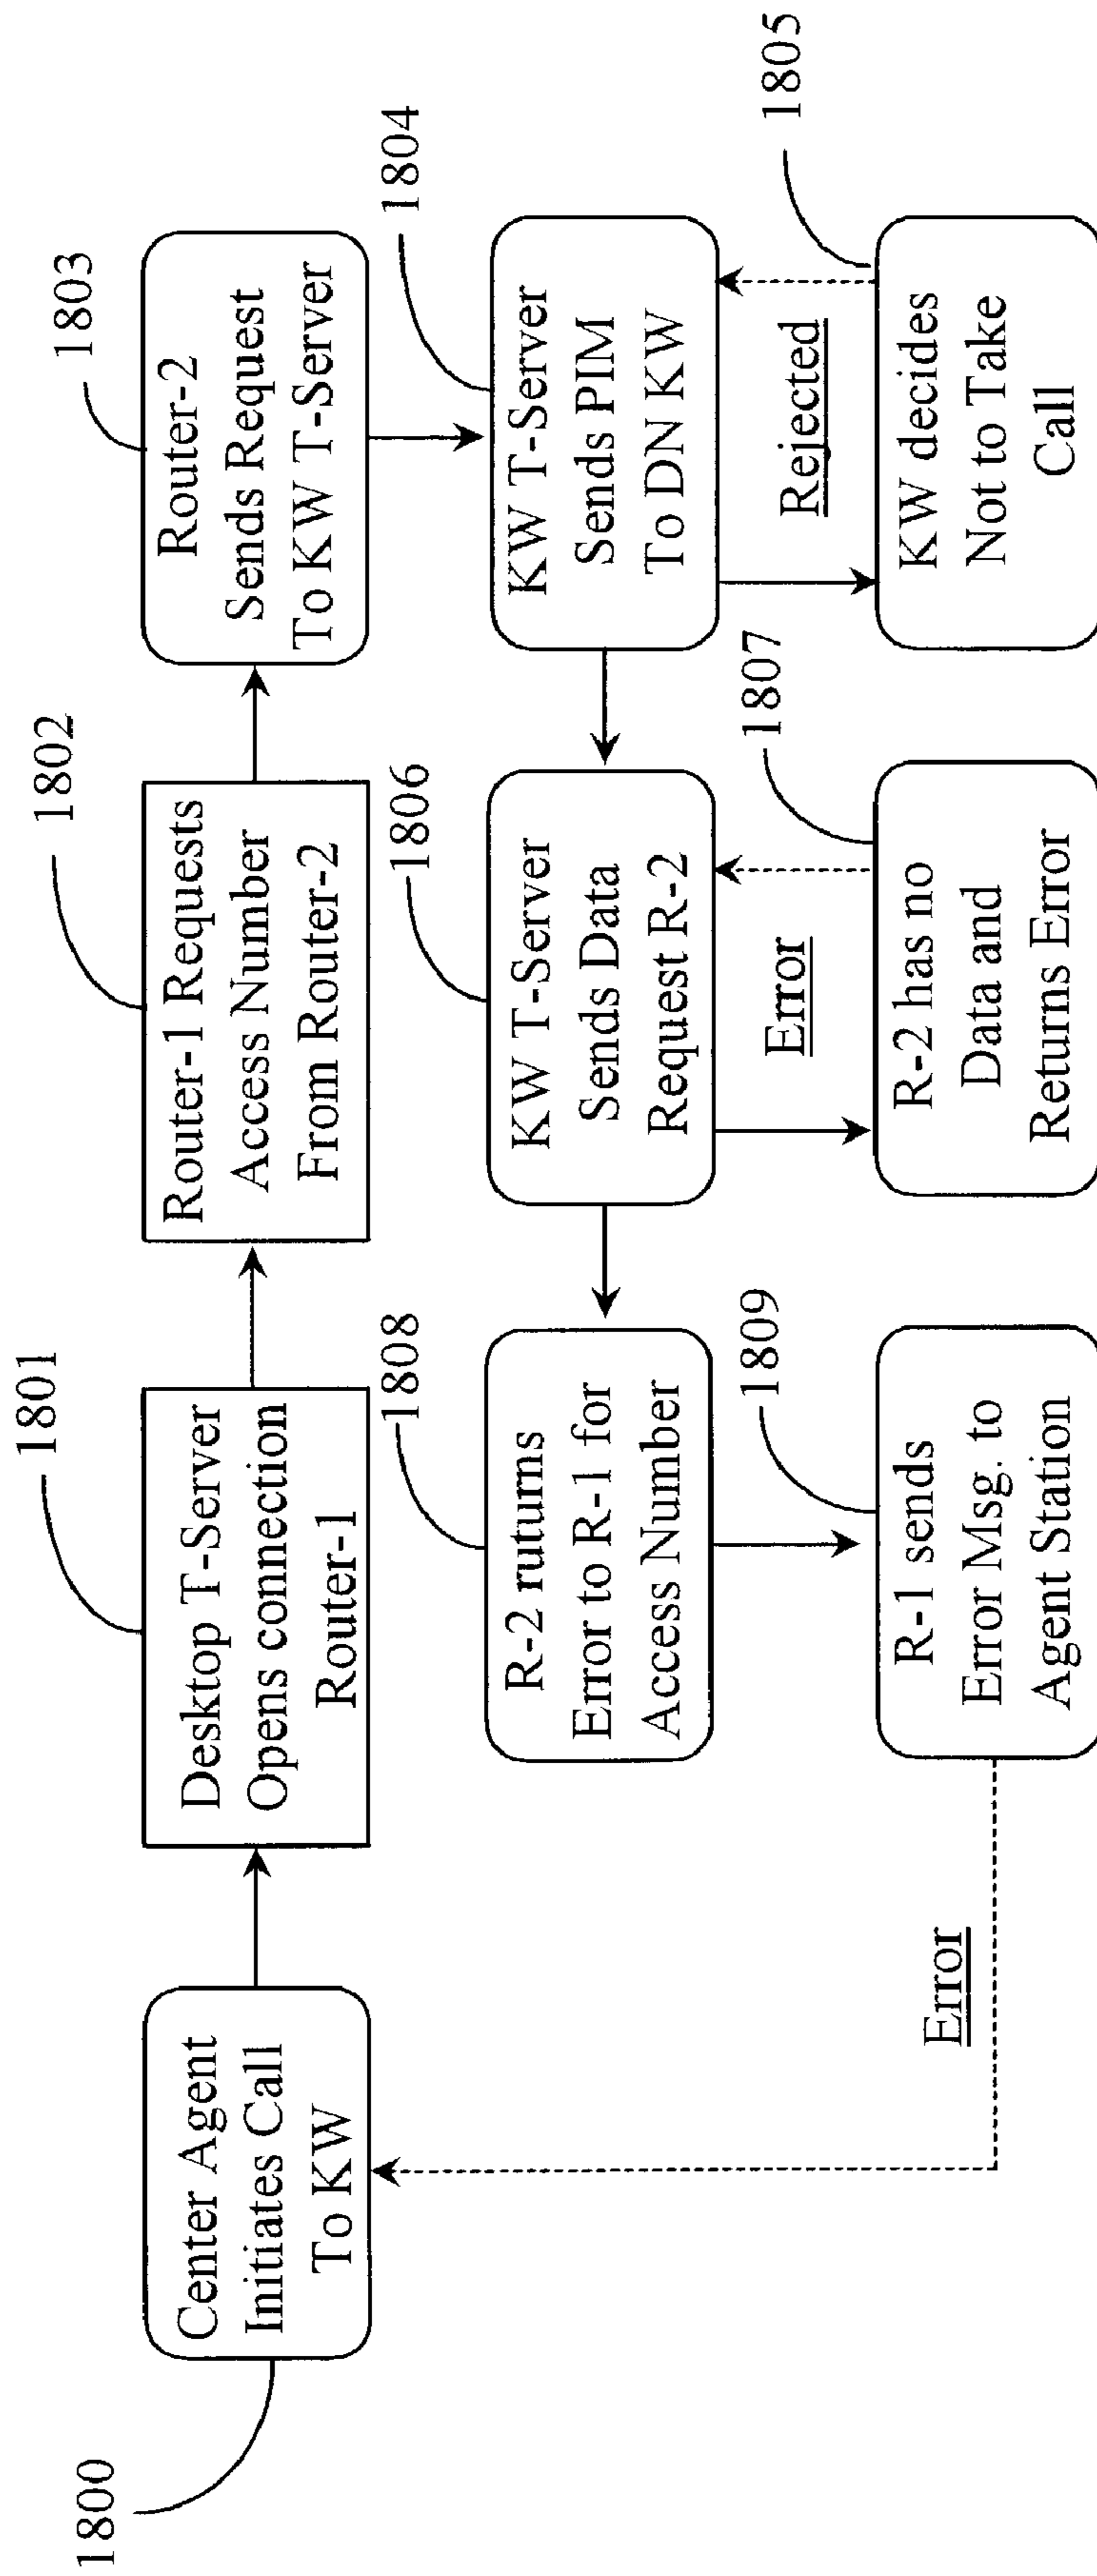 1800
Center Agent
Initiates Call
To KW
1801
Desktop T-Server
Opens connection
Router-1
1802
Router-1 Requests
Access Number
From Router-2
1803
Router-2
Sends Request
To KW T-Server
1804
KW T-Server
Sends PIM
To DN KW
1805
Rejected
KW decides
Not to Take
Call
1806
KW T-Server
Sends Data
Request R-2
1807
Error
R-2 has no
Data and
Returns Error
1808
R-2 ruturns
Error to R-1 for
Access Number
1809
R-1 sends
Error Msg. to
Agent Station
Error